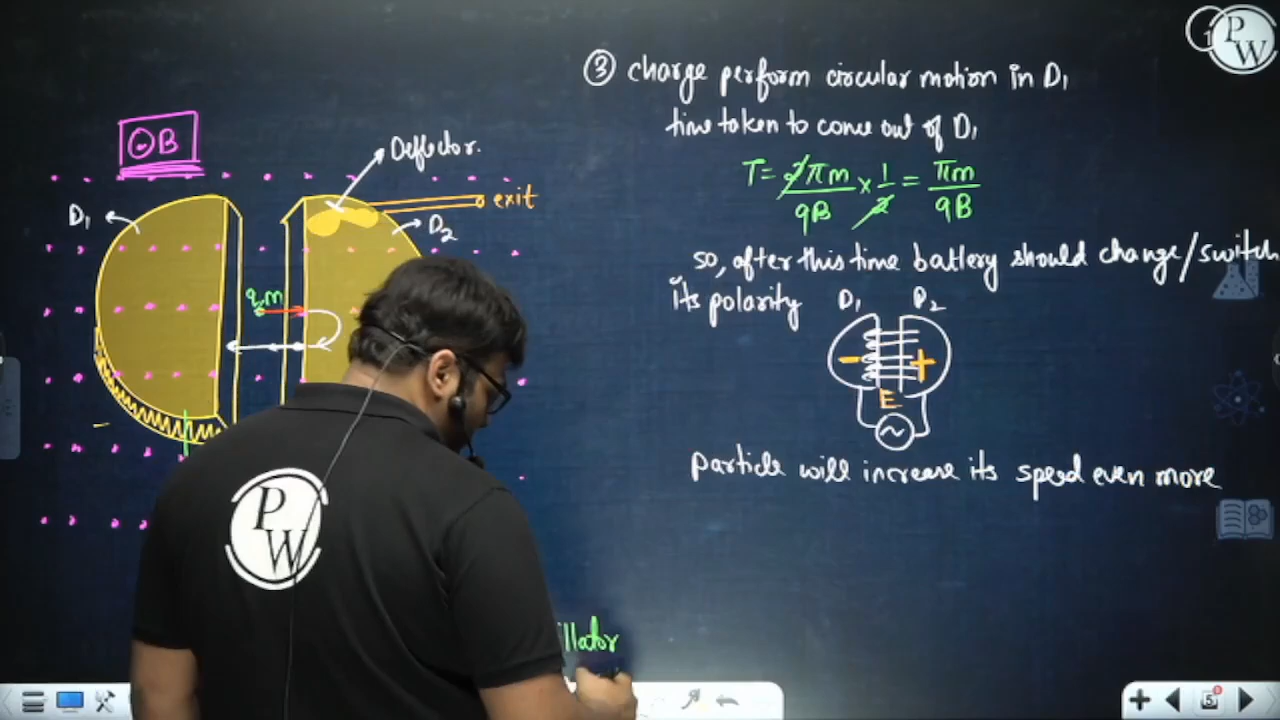 P
W
③ charge perform circular motion in D₁
time taken to come out of D₁
T = 2πm/qB × 1/2 = πm/qB
so, after this time battery should change/switch
its polarity
D₁ D₂
- +
E
~
particle will increase its speed even more
⊙B
Deflector.
exit
D₁
D₂
q, m
-
P
W
illator
5